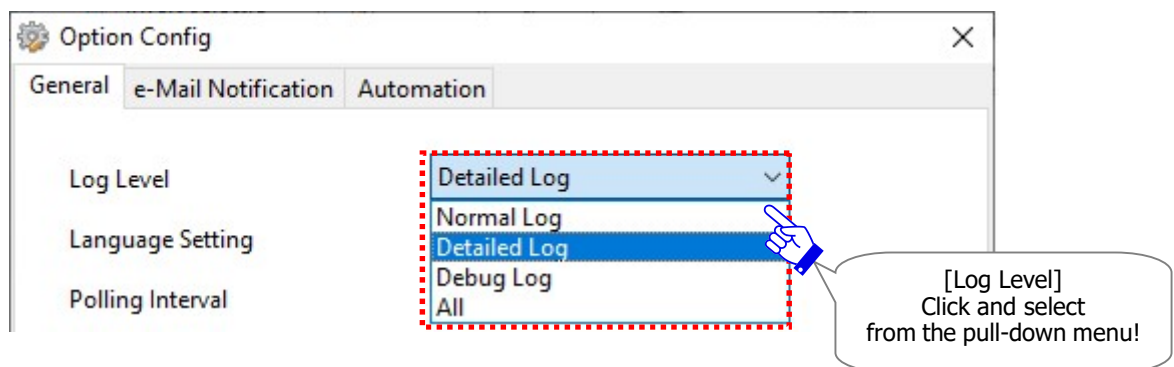 Option Config
General e-Mail Notification Automation
Log Level
Detailed Log
Normal Log
Language Setting
Detailed Log
Debug Log
Polling Interval
All
[Log Level]
Click and select
from the pull-down menu!